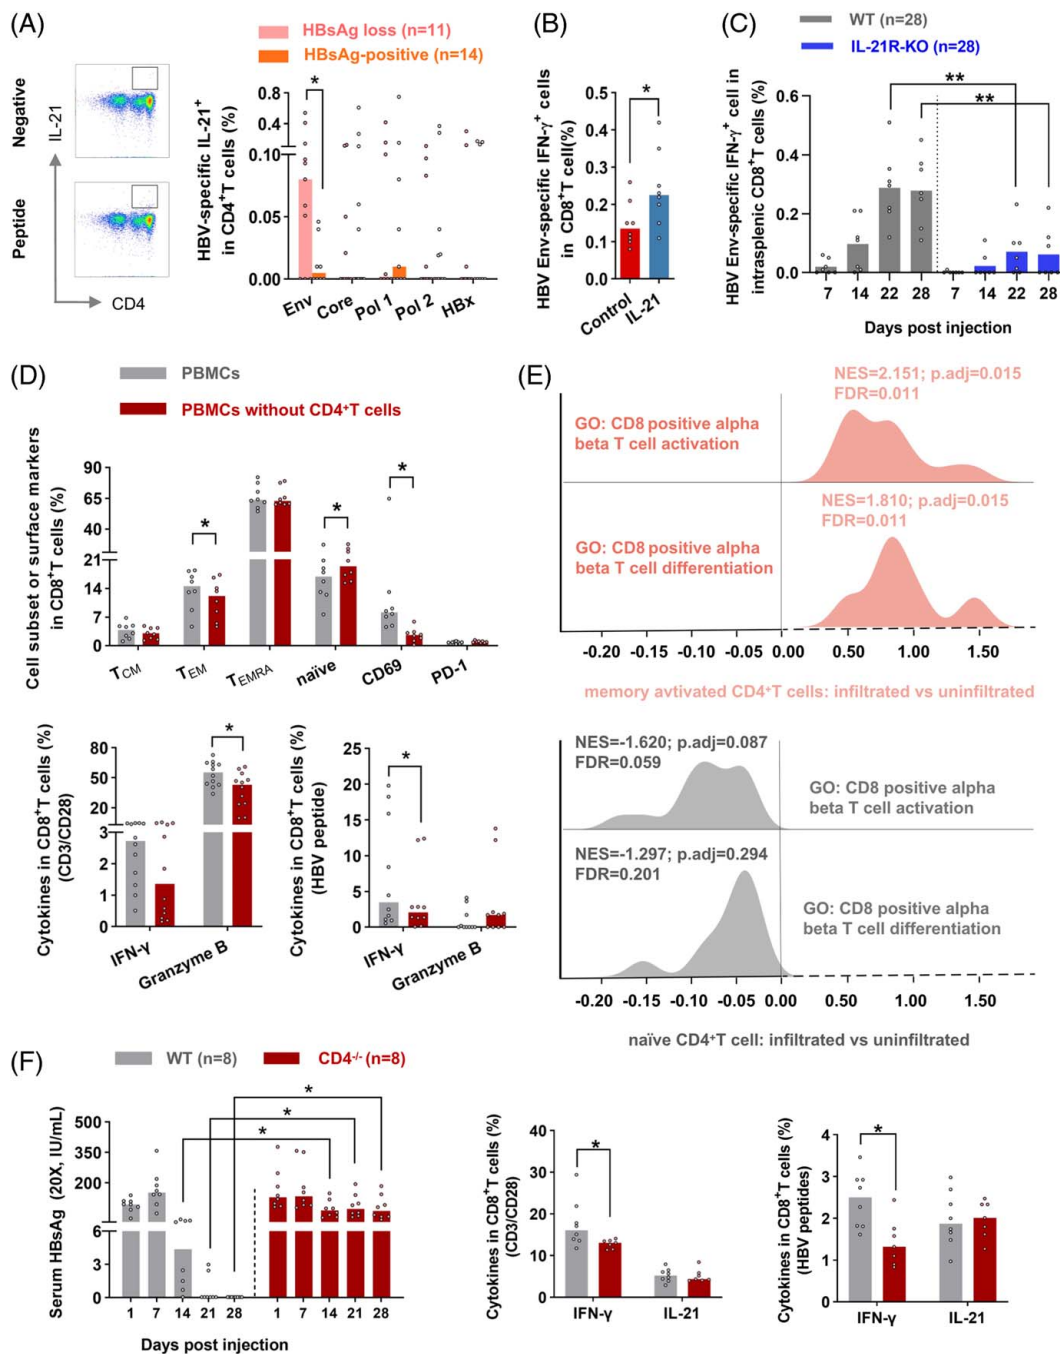 (A)
HBsAg loss (n=11)
HBsAg-positive (n=14)
Negative
Peptide
IL-21
CD4
HBV-specific IL-21⁺
in CD4⁺T cells (%)
*
0.8
0.4
0.10
0.05
0.00
Env
Core
Pol 1
Pol 2
HBx
(B)
HBV Env-specific IFN-γ⁺ cells
in CD8⁺T cell(%)
*
0.5
0.4
0.3
0.2
0.1
0.0
Control
IL-21
(C)
WT (n=28)
IL-21R-KO (n=28)
HBV Env-specific IFN-γ⁺ cell in
intrasplenic CD8⁺T cells (%)
**
**
0.6
0.4
0.2
0.0
7 14 22 28 7 14 22 28
Days post injection
(D)
PBMCs
PBMCs without CD4⁺T cells
Cell subset or surface markers
in CD8⁺T cells (%)
90
65
40
21
14
7
0
*
*
*
TCM
TEM
TEMRA
naïve
CD69
PD-1
Cytokines in CD8⁺T cells (%)
(CD3/CD28)
80
50
20
3
2
1
0
*
IFN-γ
Granzyme B
Cytokines in CD8⁺T cells (%)
(HBV peptide)
25
20
15
10
5
0
*
IFN-γ
Granzyme B
(E)
NES=2.151; p.adj=0.015
FDR=0.011
GO: CD8 positive alpha
beta T cell activation
NES=1.810; p.adj=0.015
FDR=0.011
GO: CD8 positive alpha
beta T cell differentiation
-0.20 -0.15 -0.10 -0.05 0.00 0.50 1.00 1.50
memory avtivated CD4⁺T cells: infiltrated vs uninfiltrated
NES=-1.620; p.adj=0.087
FDR=0.059
GO: CD8 positive alpha
beta T cell activation
NES=-1.297; p.adj=0.294
FDR=0.201
GO: CD8 positive alpha
beta T cell differentiation
-0.20 -0.15 -0.10 -0.05 0.00 0.50 1.00 1.50
naïve CD4⁺T cell: infiltrated vs uninfiltrated
(F)
WT (n=8)
CD4⁻/⁻ (n=8)
Serum HBsAg (20X, IU/mL)
500
350
200
6
3
0
*
*
*
1 7 14 21 28 1 7 14 21 28
Days post injection
Cytokines in CD8⁺T cells (%)
(CD3/CD28)
40
30
20
10
0
*
IFN-γ
IL-21
Cytokines in CD8⁺T cells (%)
(HBV peptides)
4
3
2
1
0
*
IFN-γ
IL-21